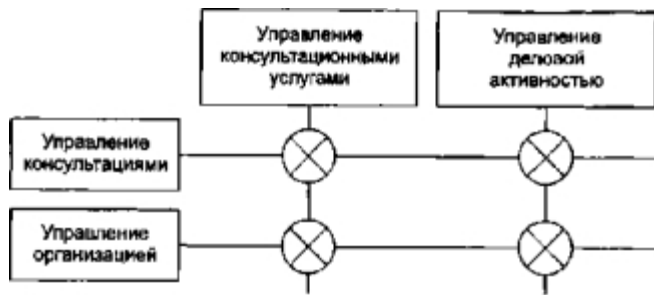 Управление
консультационными
услугами
Управление
деловой
активностью
Управление
консультациями
Управление
организацией